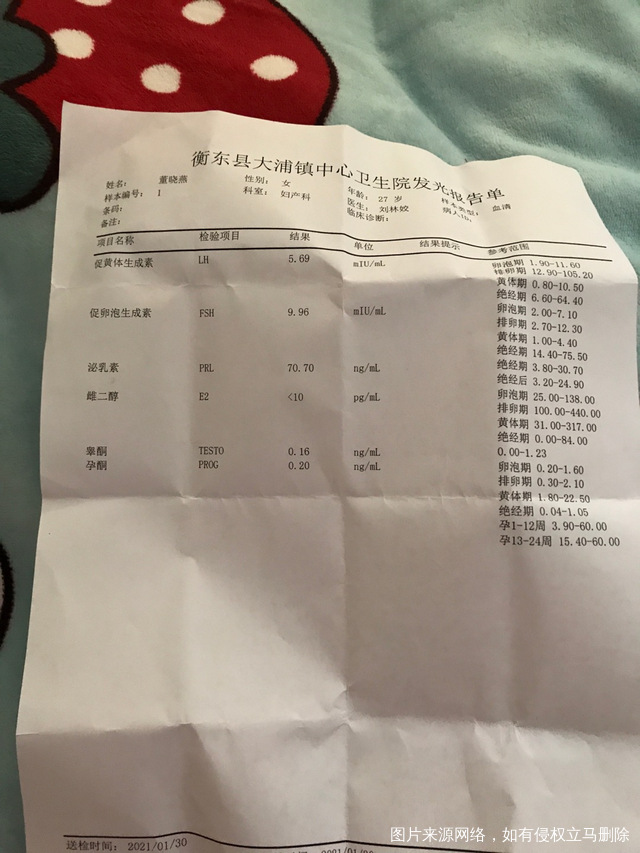 衡东县大浦镇中心卫生院发光报告单
姓名： 董晓燕 性别： 女 年龄： 27 岁 样本类型： 血清
样本编号： 1 科室： 妇产科 医生： 刘林姣 病人ID：
条码： 临床诊断：
备注：
项目名称 检验项目 结果 单位 结果提示 参考范围
促黄体生成素 LH 5.69 mIU/mL 卵泡期 1.90-11.60
排卵期 12.90-105.20
黄体期 0.80-10.50
绝经期 6.60-64.40
促卵泡生成素 FSH 9.96 mIU/mL 卵泡期 2.00-7.10
排卵期 2.70-12.30
黄体期 1.00-4.40
绝经期 14.40-75.50
泌乳素 PRL 70.70 ng/mL 绝经期 3.80-30.70
绝经后 3.20-24.90
雌二醇 E2 <10 pg/mL 卵泡期 25.00-138.00
排卵期 100.00-440.00
黄体期 31.00-317.00
绝经期 0.00-84.00
睾酮 TESTO 0.16 ng/mL 0.00-1.23
孕酮 PROG 0.20 ng/mL 卵泡期 0.20-1.60
排卵期 0.30-2.10
黄体期 1.80-22.50
绝经期 0.04-1.05
孕1-12周 3.90-60.00
孕13-24周 15.40-60.00
送检时间： 2021/01/30
图片来源网络，如有侵权立马删除